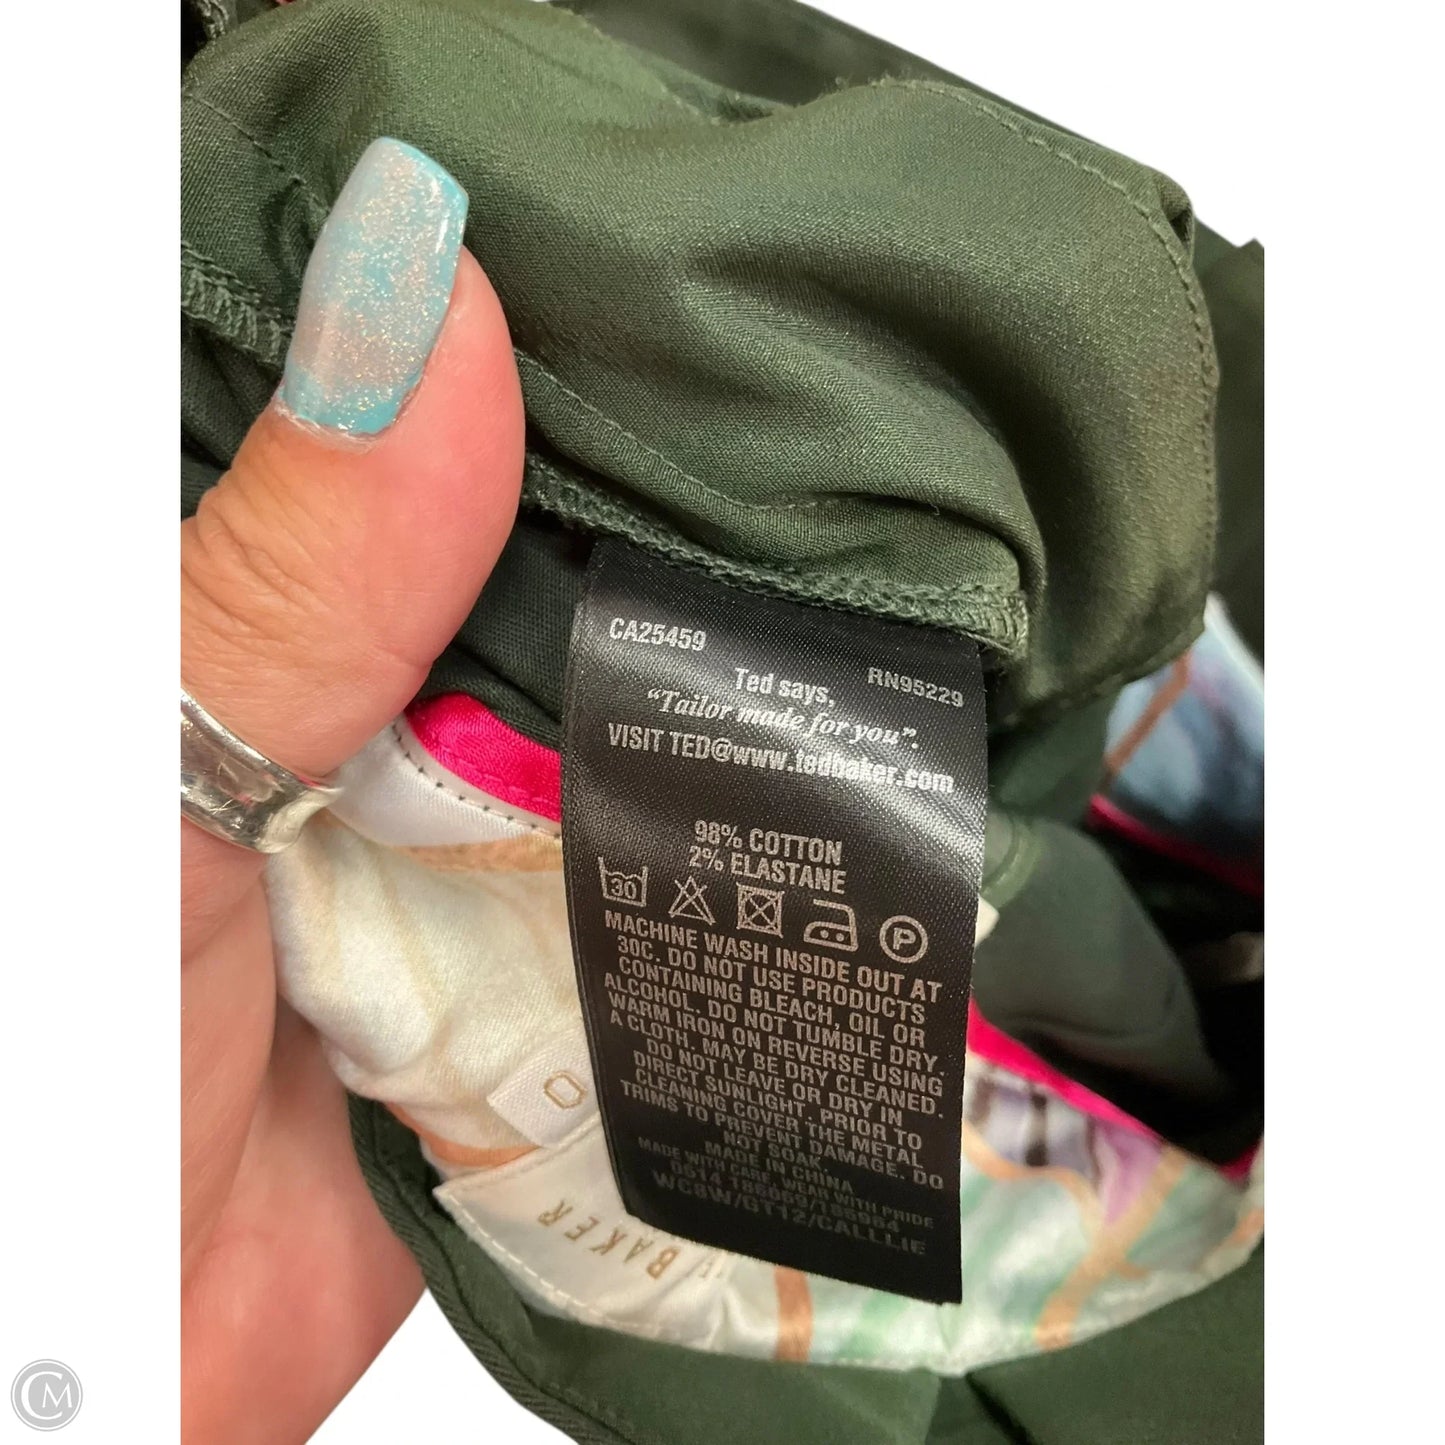 CA25459
RN95229
Ted says,
“Tailor made for you”.
VISIT TED@www.tedbaker.com
98% COTTON
2% ELASTANE
30
P
MACHINE WASH INSIDE OUT AT
30C. DO NOT USE PRODUCTS
CONTAINING BLEACH, OIL OR
ALCOHOL. DO NOT TUMBLE DRY.
WARM IRON ON REVERSE USING
A CLOTH. MAY BE DRY CLEANED.
DO NOT LEAVE OR DRY IN
DIRECT SUNLIGHT. PRIOR TO
CLEANING COVER THE METAL
TRIMS TO PREVENT DAMAGE. DO
NOT SOAK.
MADE IN CHINA
MADE WITH CARE, WEAR WITH PRIDE
WC8W/GT12/CALLLIE
0
BAKER
CM